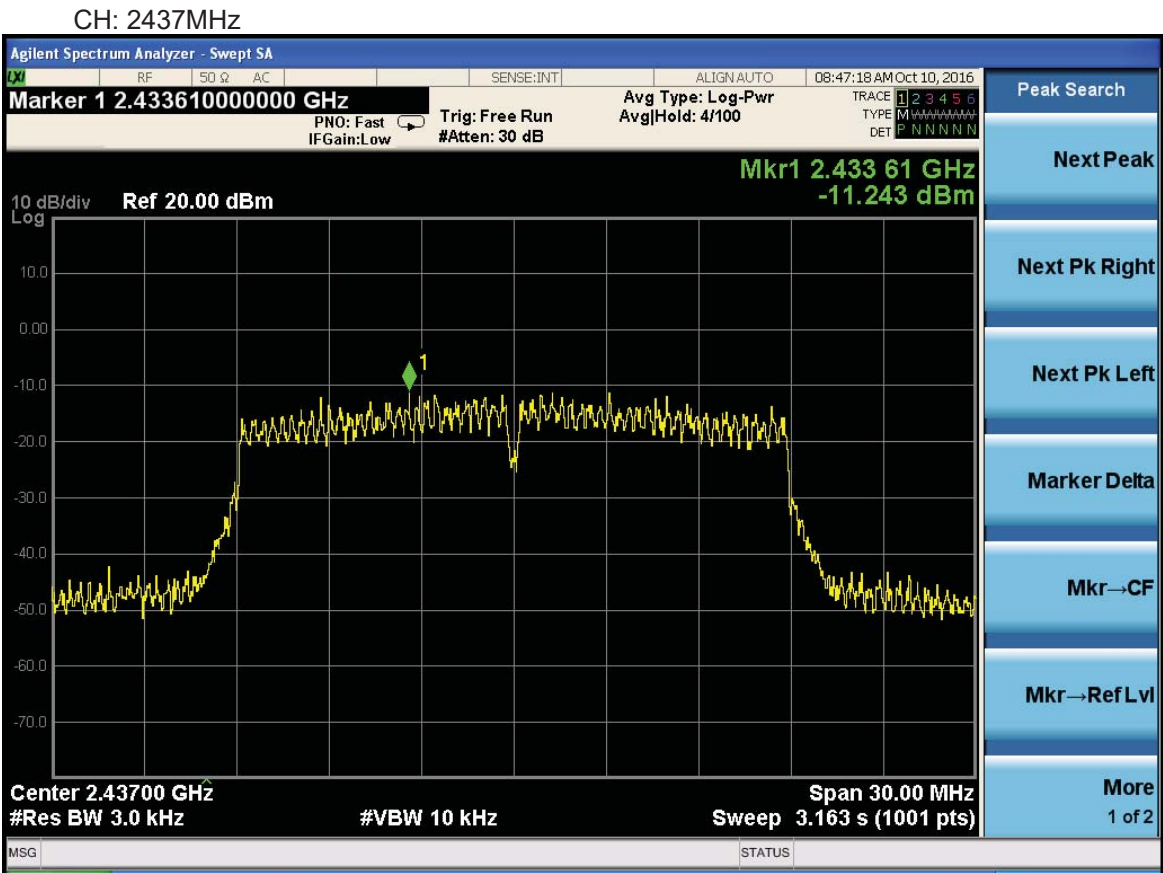 CH: 2437MHz
Agilent Spectrum Analyzer - Swept SA
LXI RF 50 Ω AC SENSE:INT ALIGN AUTO 08:47:18 AM Oct 10, 2016
Marker 1 2.433610000000 GHz
PNO: Fast
IFGain:Low
Trig: Free Run
#Atten: 30 dB
Avg Type: Log-Pwr
Avg|Hold: 4/100
TRACE 1 2 3 4 5 6
TYPE M WWWWW
DET P N N N N N
Peak Search
Mkr1 2.433 61 GHz
-11.243 dBm
10 dB/div Ref 20.00 dBm
Log
10.0
0.00
-10.0
-20.0
-30.0
-40.0
-50.0
-60.0
-70.0
1
Center 2.43700 GHz
Span 30.00 MHz
#Res BW 3.0 kHz
#VBW 10 kHz
Sweep 3.163 s (1001 pts)
MSG
STATUS
Next Peak
Next Pk Right
Next Pk Left
Marker Delta
Mkr→CF
Mkr→Ref Lvl
More
1 of 2